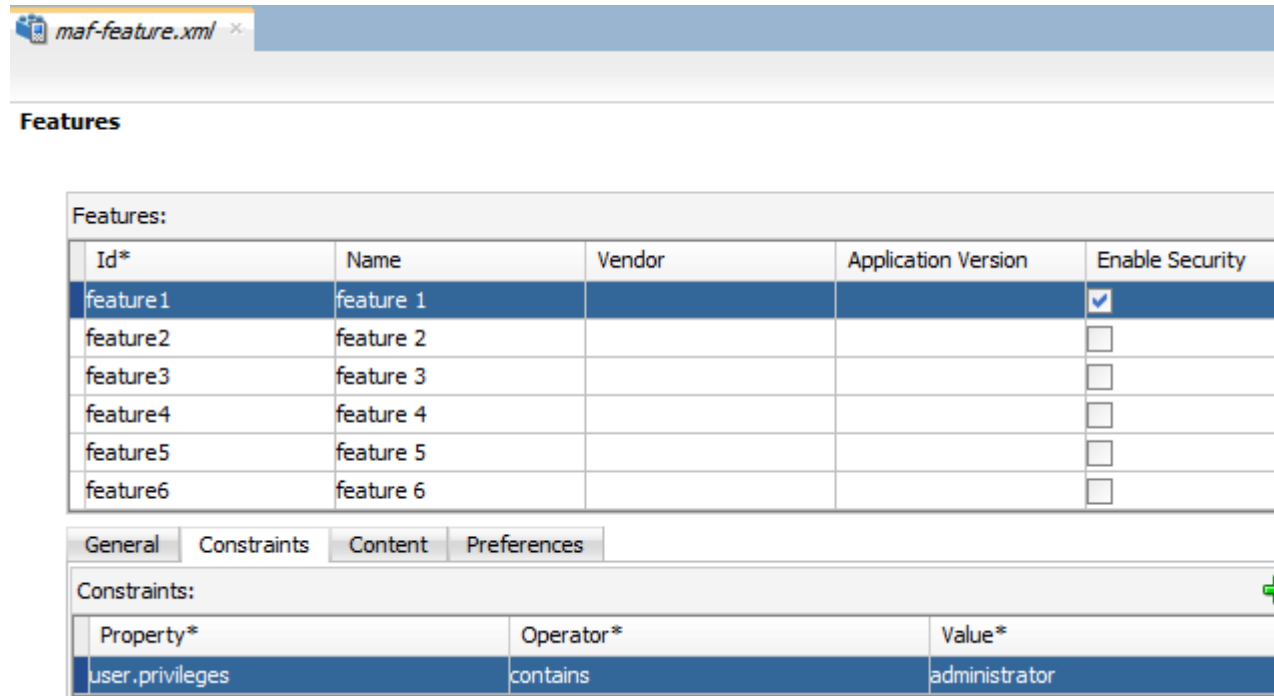 maf-feature.xml
Features
Features:
Id* Name Vendor Application Version Enable Security
feature1 feature 1
feature2 feature 2
feature3 feature 3
feature4 feature 4
feature5 feature 5
feature6 feature 6
General Constraints Content Preferences
Constraints:
Property* Operator* Value*
user.privileges contains administrator